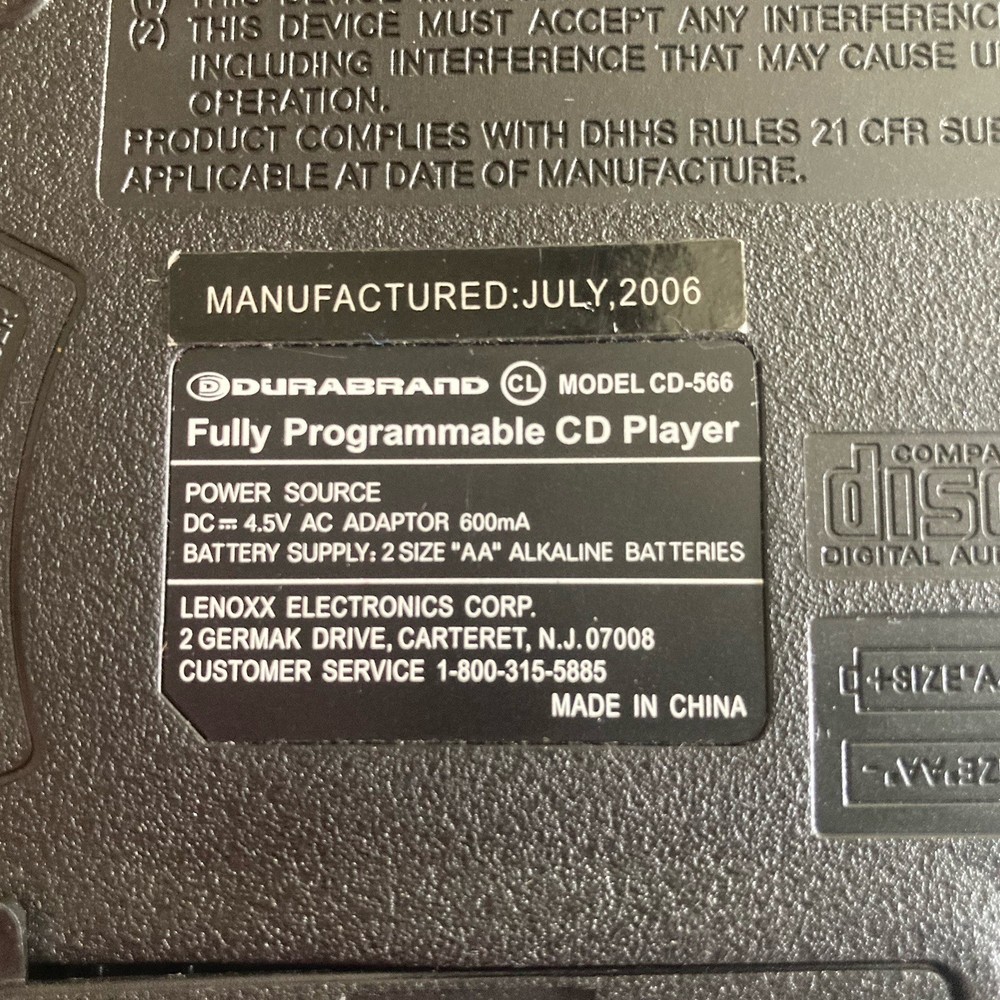 (2) THIS DEVICE MUST ACCEPT ANY
INCLUDING INTERFERENCE THAT MAY CAUSE
OPERATION.
PRODUCT COMPLIES WITH DHHS RULES 21 CFR
APPLICABLE AT DATE OF MANUFACTURE.
MANUFACTURED:JULY,2006
DURABRAND CL MODEL CD-566
Fully Programmable CD Player
POWER SOURCE
DC⎓ 4.5V AC ADAPTOR 600mA
BATTERY SUPPLY: 2 SIZE "AA" ALKALINE BATTERIES
LENOXX ELECTRONICS CORP.
2 GERMAK DRIVE, CARTERET, N.J. 07008
CUSTOMER SERVICE 1-800-315-5885
MADE IN CHINA
DIGITAL
+SIZE